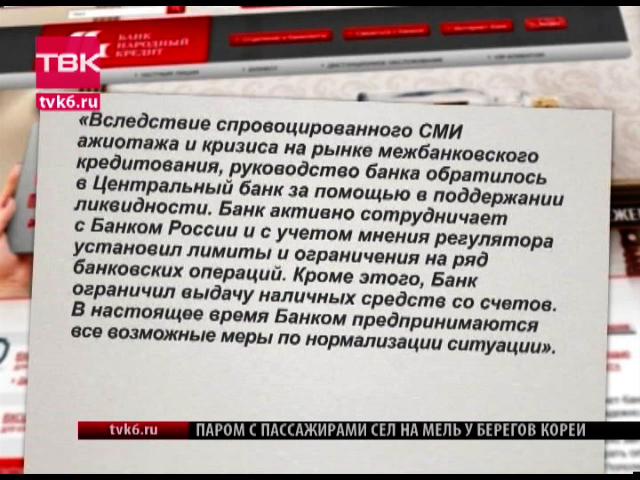 БАНК
НАРОДНЫЙ
КРЕДИТ
ТВК
tvk6.ru
«Вследствие спровоцированного СМИ
ажиотажа и кризиса на рынке межбанковского
кредитования, руководство банка обратилось
в Центральный банк за помощью в поддержании
ликвидности. Банк активно сотрудничает
с Банком России и с учетом мнения регулятора
установил лимиты и ограничения на ряд
банковских операций. Кроме этого, Банк
ограничил выдачу наличных средств со счетов.
В настоящее время Банком предпринимаются
все возможные меры по нормализации ситуации».
tvk6.ru ПАРОМ С ПАССАЖИРАМИ СЕЛ НА МЕЛЬ У БЕРЕГОВ КОРЕИ